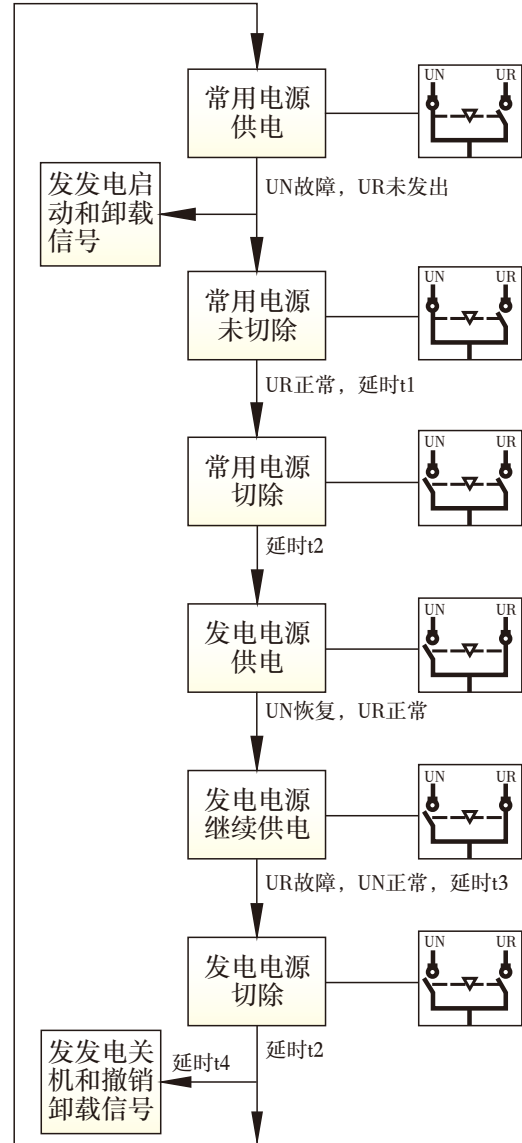 常用电源
供电
UN UR
UN故障，UR未发出
发发电启
动和卸载
信号
常用电源
未切除
UN UR
UR正常，延时t1
常用电源
切除
UN UR
延时t2
发电电源
供电
UN UR
UN恢复，UR正常
发电电源
继续供电
UN UR
UR故障，UN正常，延时t3
发电电源
切除
UN UR
延时t2
延时t4
发发电关
机和撤销
卸载信号